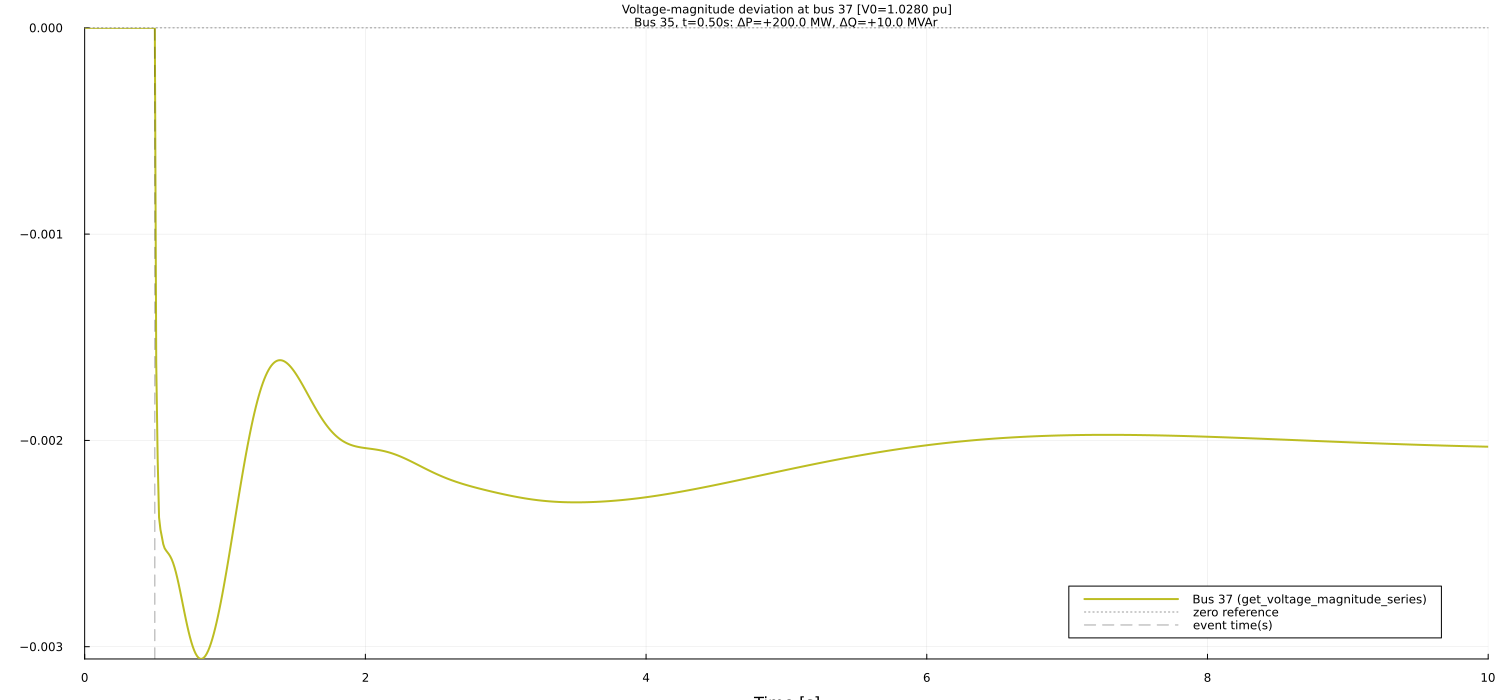 Voltage-magnitude deviation at bus 37 [V0=1.0280 pu]
Bus 35, t=0.50s: ΔP=+200.0 MW, ΔQ=+10.0 MVAr
0.000
−0.001
−0.002
−0.003
Bus 37 (get_voltage_magnitude_series)
zero reference
event time(s)
0 2 4 6 8 10
Time [s]